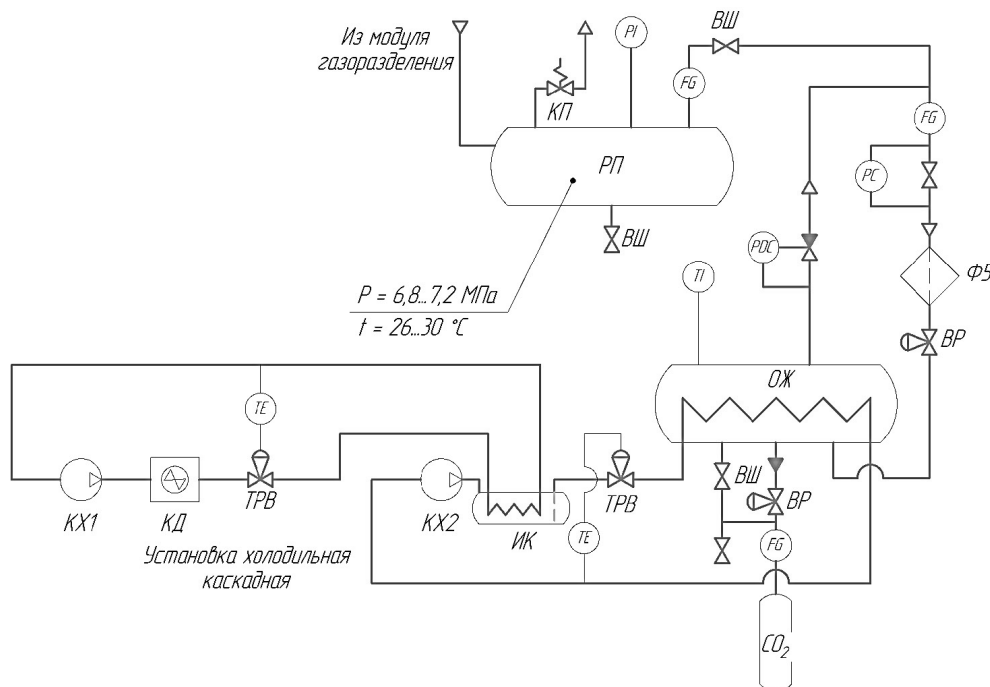 Из модуля
газоразделения
КП
PI
FG
ВШ
РП
ВШ
P = 6,8...7,2 МПа
t = 26...30 °C
FG
PC
PDC
TI
Ф5
ВР
ОЖ
TE
КХ1
КД
ТРВ
КХ2
ИК
ТРВ
TE
ВШ
ВР
FG
Установка холодильная
каскадная
CO2